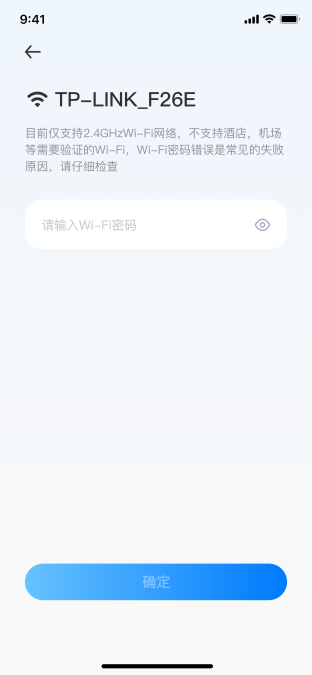 9:41
TP-LINK_F26E
目前仅支持2.4GHzWi-Fi网络，不支持酒店，机场
等需要验证的Wi-Fi，Wi-Fi密码错误是常见的失败
原因，请仔细检查
请输入Wi-Fi密码
确定